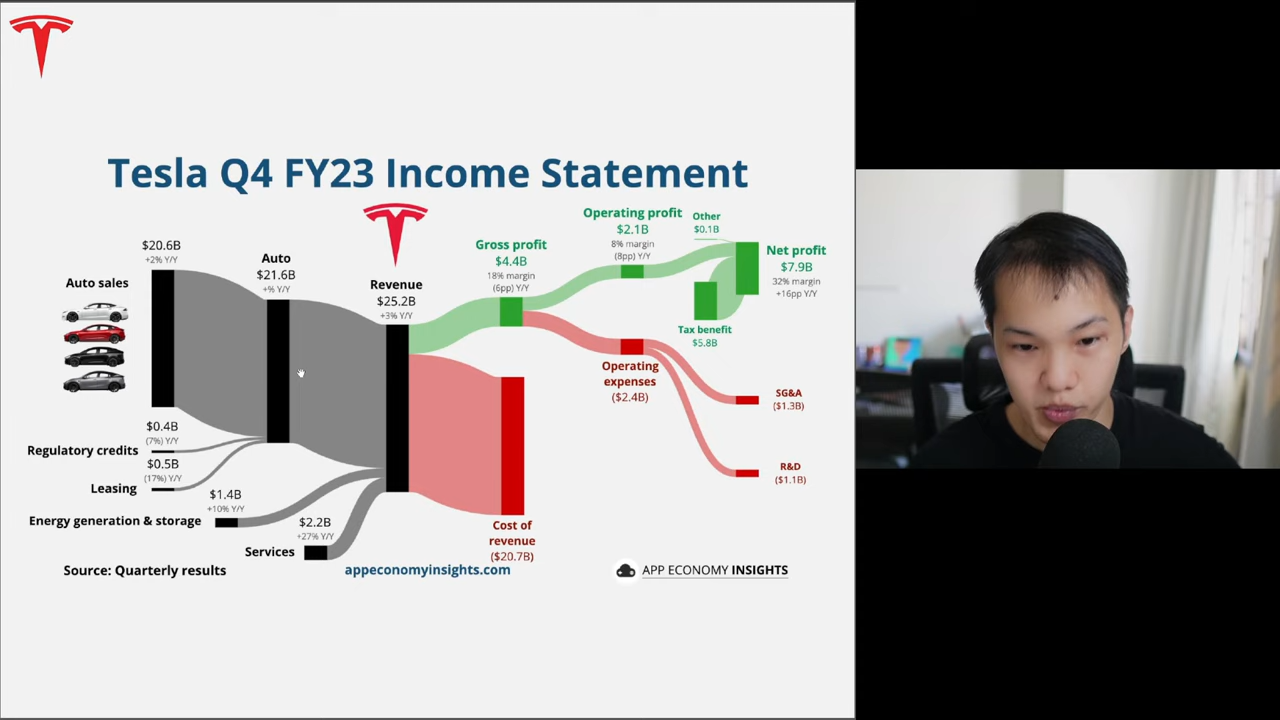 Tesla Q4 FY23 Income Statement
$20.6B
+2% Y/Y
Auto sales
Auto
$21.6B
+% Y/Y
Revenue
$25.2B
+3% Y/Y
Gross profit
$4.4B
18% margin
(6pp) Y/Y
Operating profit
$2.1B
8% margin
(8pp) Y/Y
Other
$0.1B
Net profit
$7.9B
32% margin
+16pp Y/Y
Tax benefit
$5.8B
Operating
expenses
($2.4B)
SG&A
($1.3B)
R&D
($1.1B)
$0.4B
(7%) Y/Y
Regulatory credits
$0.5B
(17%) Y/Y
Leasing
$1.4B
+10% Y/Y
Energy generation & storage
$2.2B
+27% Y/Y
Services
Cost of
revenue
($20.7B)
Source: Quarterly results
appeconomyinsights.com
APP ECONOMY INSIGHTS